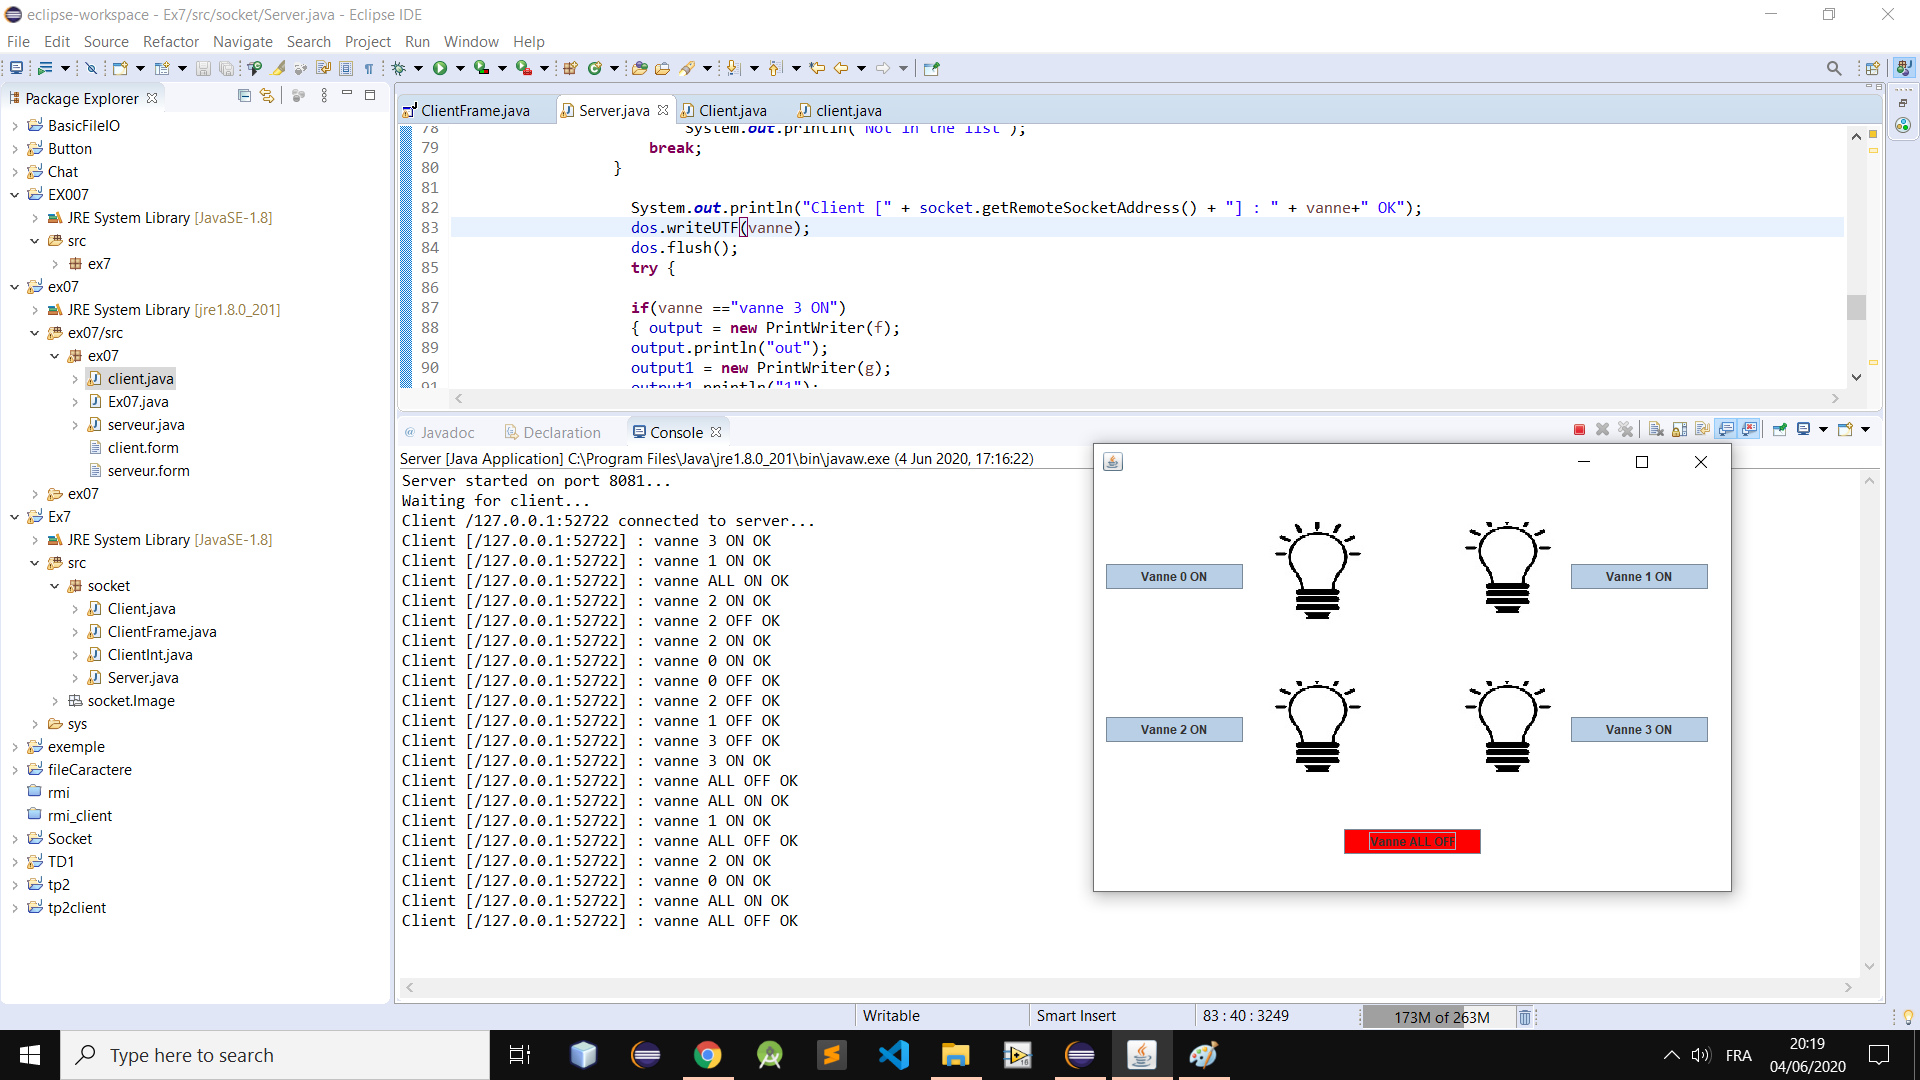 eclipse-workspace - Ex7/src/socket/Server.java - Eclipse IDE
File Edit Source Refactor Navigate Search Project Run Window Help
Package Explorer
BasicFileIO
Button
Chat
EX007
JRE System Library [JavaSE-1.8]
src
ex7
ex07
JRE System Library [jre1.8.0_201]
ex07/src
ex07
client.java
Ex07.java
serveur.java
client.form
serveur.form
ex07
Ex7
JRE System Library [JavaSE-1.8]
src
socket
Client.java
ClientFrame.java
ClientInt.java
Server.java
socket.Image
sys
exemple
fileCaractere
rmi
rmi_client
Socket
TD1
tp2
tp2client
ClientFrame.java Server.java Client.java client.java
78 System.out.println("Not in the list");
79 break;
80 }
81
82 System.out.println("Client [" + socket.getRemoteSocketAddress() + "] : " + vanne+" OK");
83 dos.writeUTF(vanne);
84 dos.flush();
85 try {
86
87 if(vanne =="vanne 3 ON")
88 { output = new PrintWriter(f);
89 output.println("out");
90 output1 = new PrintWriter(g);
91 output1.println("1");
@ Javadoc Declaration Console
Server [Java Application] C:\Program Files\Java\jre1.8.0_201\bin\javaw.exe (4 Jun 2020, 17:16:22)
Server started on port 8081...
Waiting for client...
Client /127.0.0.1:52722 connected to server...
Client [/127.0.0.1:52722] : vanne 3 ON OK
Client [/127.0.0.1:52722] : vanne 1 ON OK
Client [/127.0.0.1:52722] : vanne ALL ON OK
Client [/127.0.0.1:52722] : vanne 2 ON OK
Client [/127.0.0.1:52722] : vanne 2 OFF OK
Client [/127.0.0.1:52722] : vanne 2 ON OK
Client [/127.0.0.1:52722] : vanne 0 ON OK
Client [/127.0.0.1:52722] : vanne 0 OFF OK
Client [/127.0.0.1:52722] : vanne 2 OFF OK
Client [/127.0.0.1:52722] : vanne 1 OFF OK
Client [/127.0.0.1:52722] : vanne 3 OFF OK
Client [/127.0.0.1:52722] : vanne 3 ON OK
Client [/127.0.0.1:52722] : vanne ALL OFF OK
Client [/127.0.0.1:52722] : vanne ALL ON OK
Client [/127.0.0.1:52722] : vanne 1 ON OK
Client [/127.0.0.1:52722] : vanne ALL OFF OK
Client [/127.0.0.1:52722] : vanne 2 ON OK
Client [/127.0.0.1:52722] : vanne 0 ON OK
Client [/127.0.0.1:52722] : vanne ALL ON OK
Client [/127.0.0.1:52722] : vanne ALL OFF OK
Vanne 0 ON Vanne 1 ON
Vanne 2 ON Vanne 3 ON
Vanne ALL OFF
Writable Smart Insert 83 : 40 : 3249 173M of 263M
Type here to search
FRA
20:19
04/06/2020